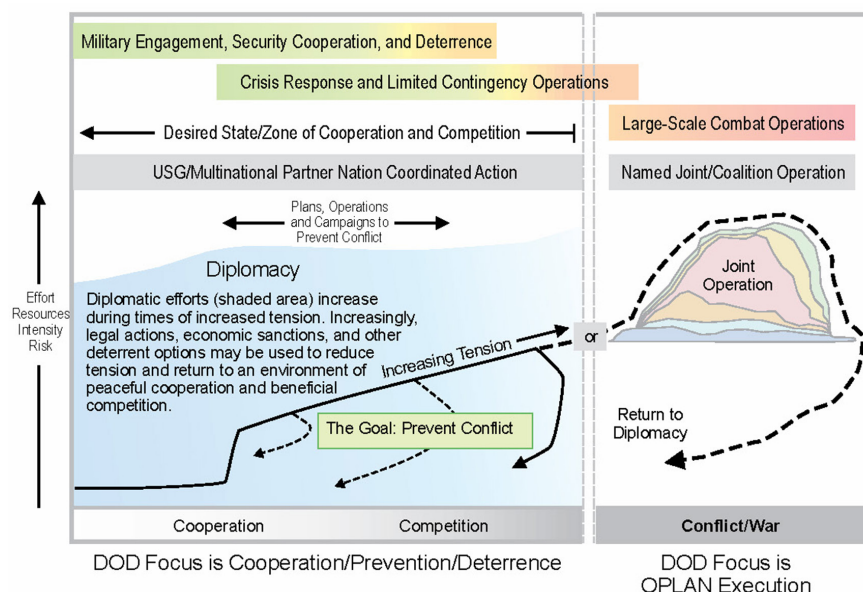 Military Engagement, Security Cooperation, and Deterrence
Crisis Response and Limited Contingency Operations
Large-Scale Combat Operations
Desired State/Zone of Cooperation and Competition
USG/Multinational Partner Nation Coordinated Action
Named Joint/Coalition Operation
Plans, Operations
and Campaigns to
Prevent Conflict
Effort
Resources
Intensity
Risk
Diplomacy
Diplomatic efforts (shaded area) increase
during times of increased tension. Increasingly,
legal actions, economic sanctions, and other
deterrent options may be used to reduce
tension and return to an environment of
peaceful cooperation and beneficial
competition.
Increasing Tension
or
Joint
Operation
The Goal: Prevent Conflict
Return to
Diplomacy
Cooperation
Competition
Conflict/War
DOD Focus is Cooperation/Prevention/Deterrence
DOD Focus is
OPLAN Execution